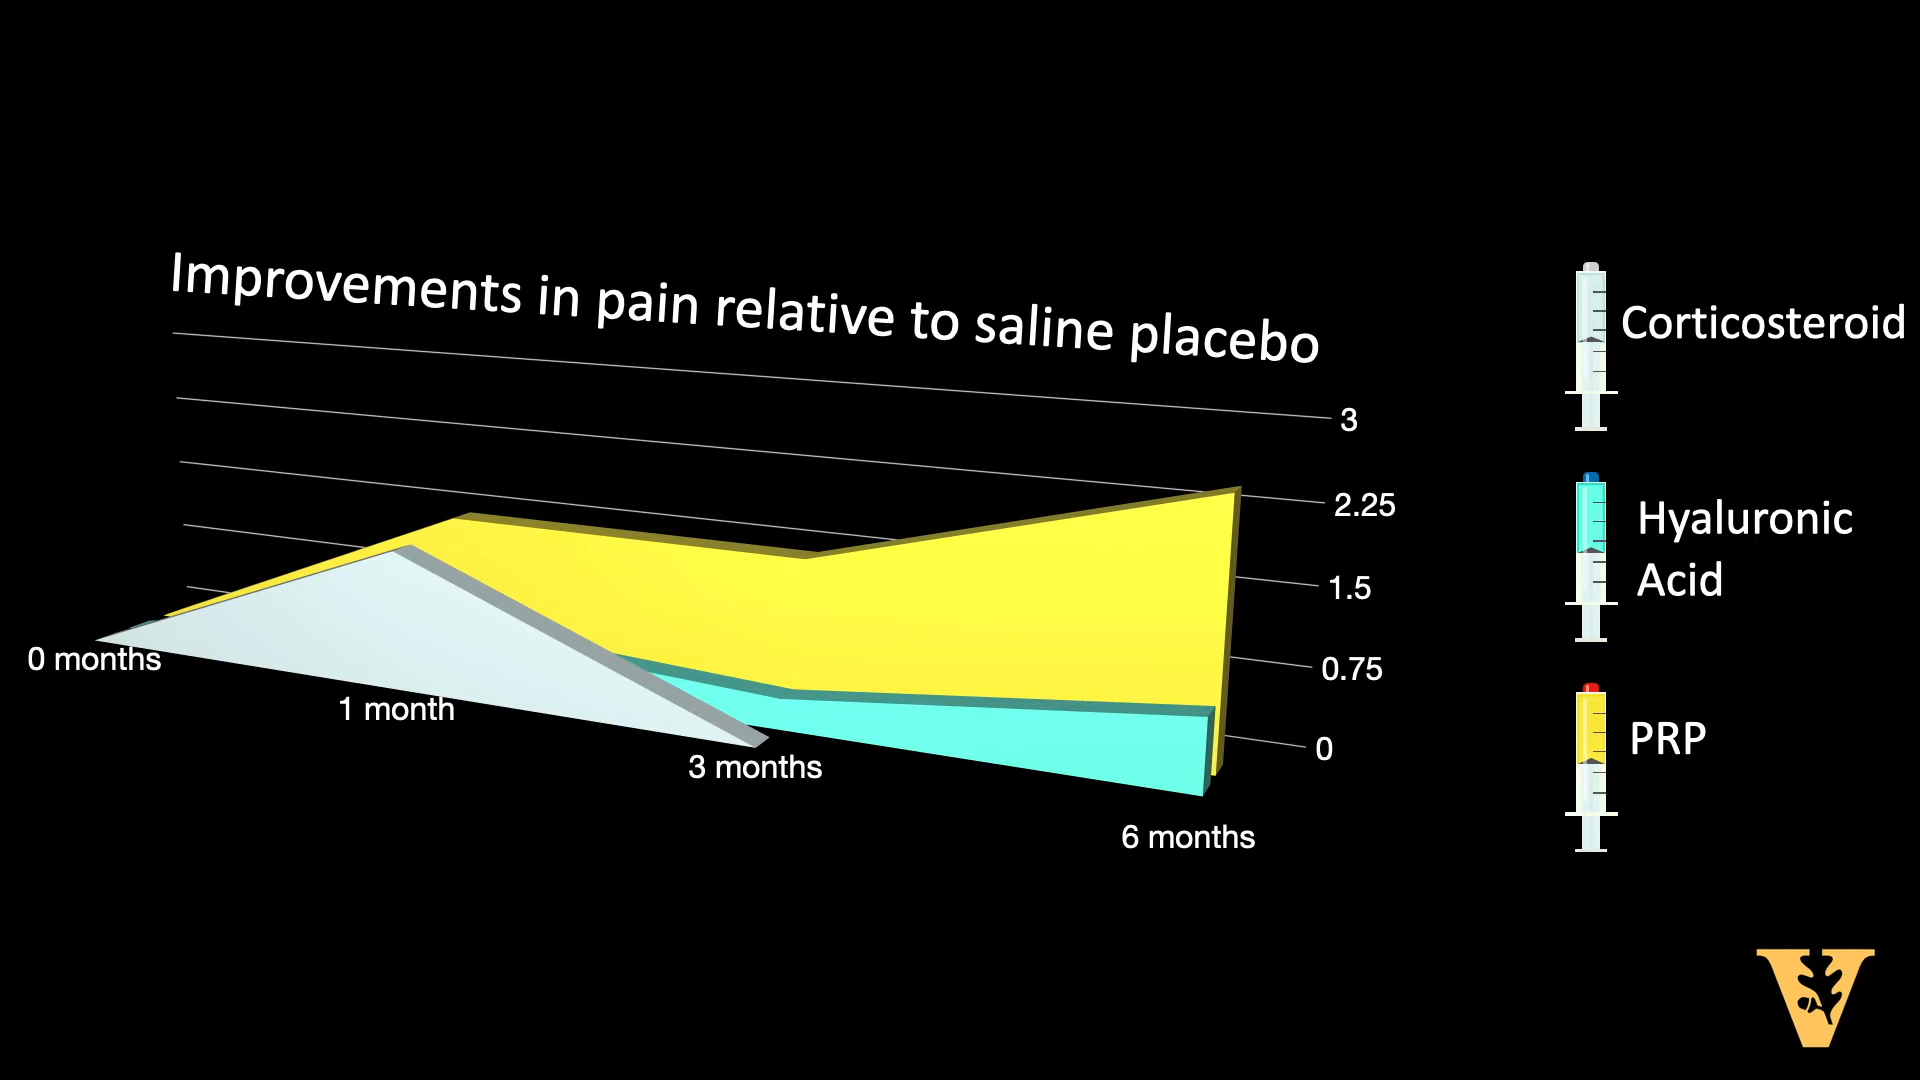 Improvements in pain relative to saline placebo
3
2.25
1.5
0.75
0
0 months
1 month
3 months
6 months
Corticosteroid
Hyaluronic
Acid
PRP
V